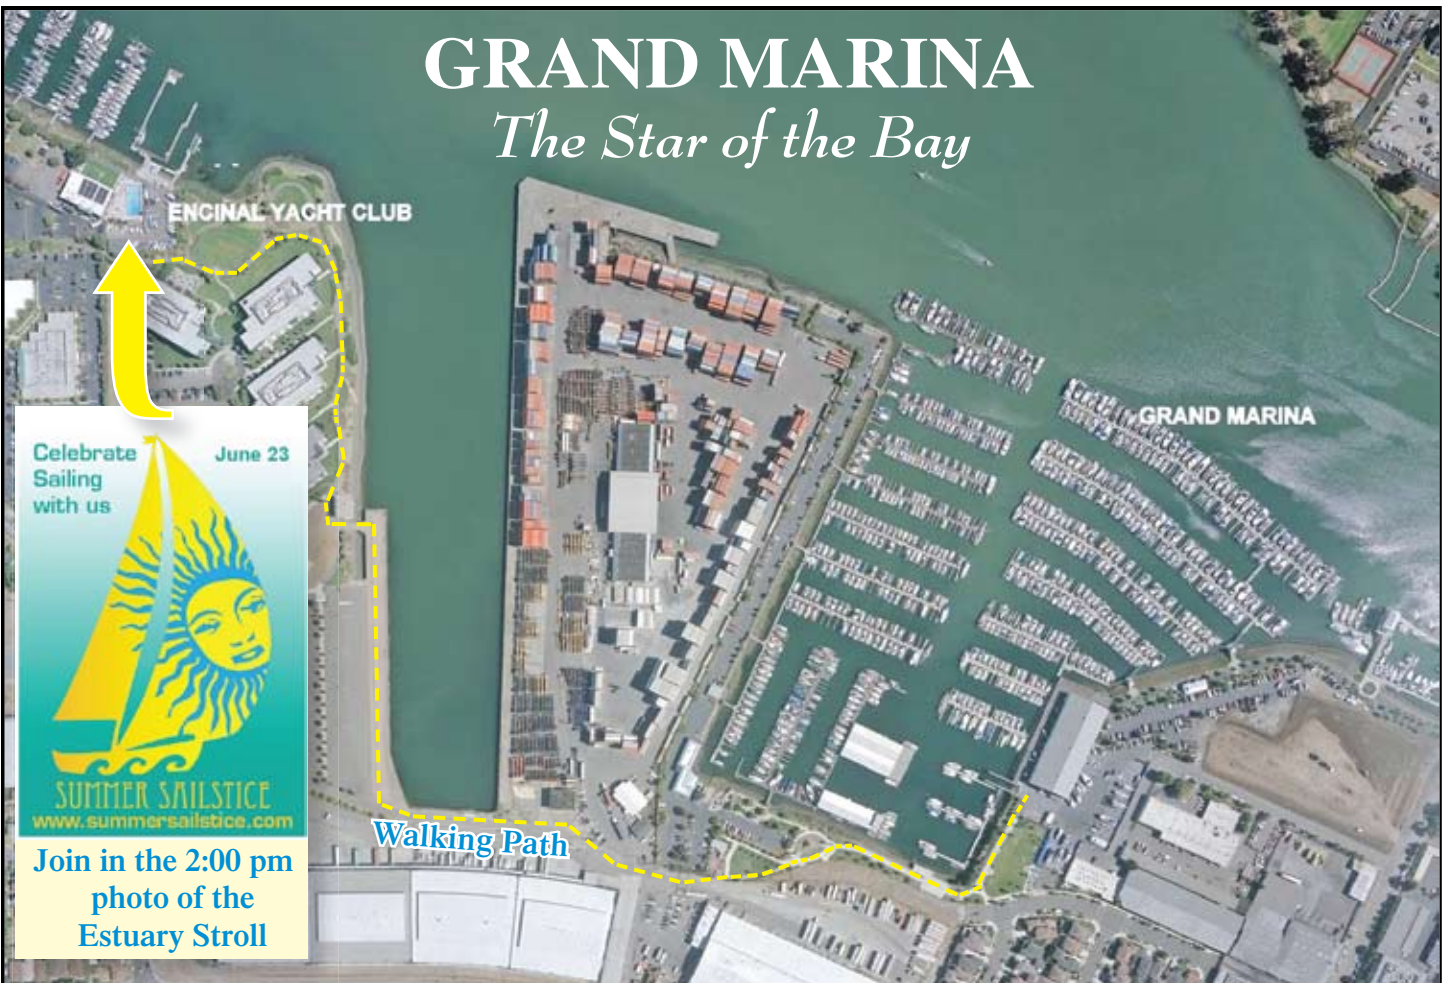 GRAND MARINA
The Star of the Bay
ENCINAL YACHT CLUB
GRAND MARINA
Celebrate
Sailing
with us
June 23
SUMMER SAILSTICE
www.summersailstice.com
Join in the 2:00 pm
photo of the
Estuary Stroll
Walking Path